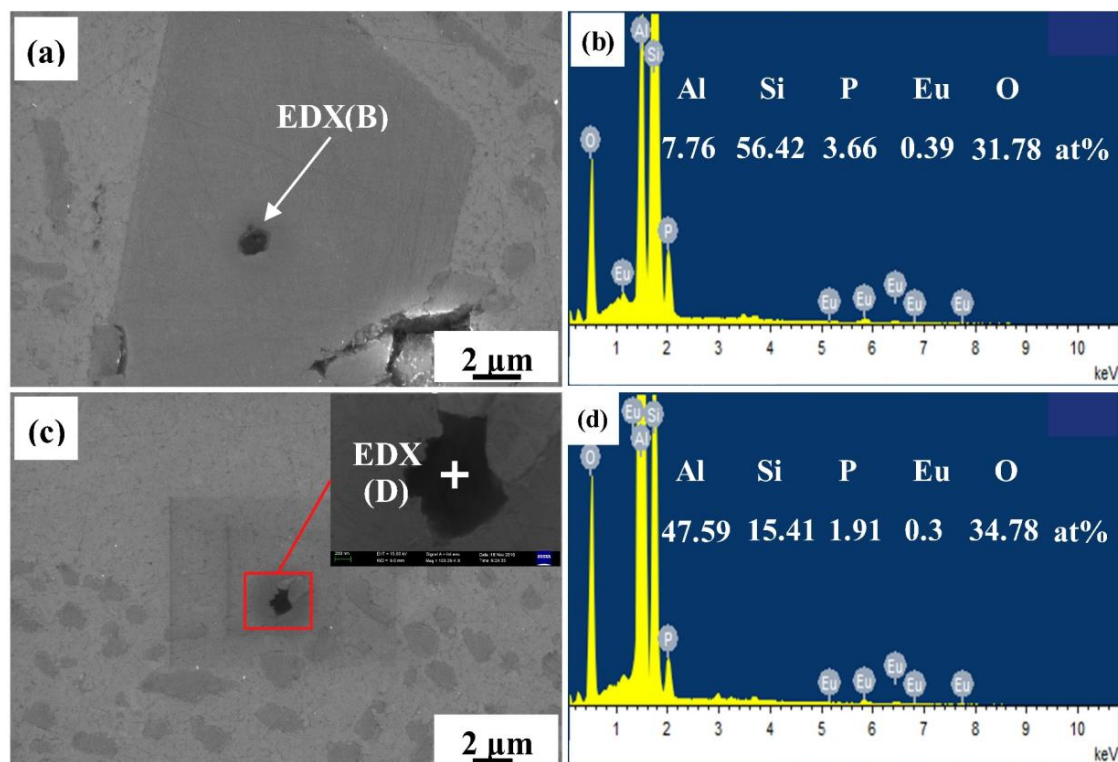 (a)
EDX(B)
2 µm
(b)
Al Si P Eu O
7.76 56.42 3.66 0.39 31.78 at%
Al
Si
O
P
Eu
Eu
Eu
Eu
Eu
Eu
1 2 3 4 5 6 7 8 9 10
keV
(c)
EDX
(D)
2 µm
(d)
Al Si P Eu O
47.59 15.41 1.91 0.3 34.78 at%
Eu
Si
Al
O
P
Eu
Eu
Eu
Eu
Eu
1 2 3 4 5 6 7 8 9 10
keV